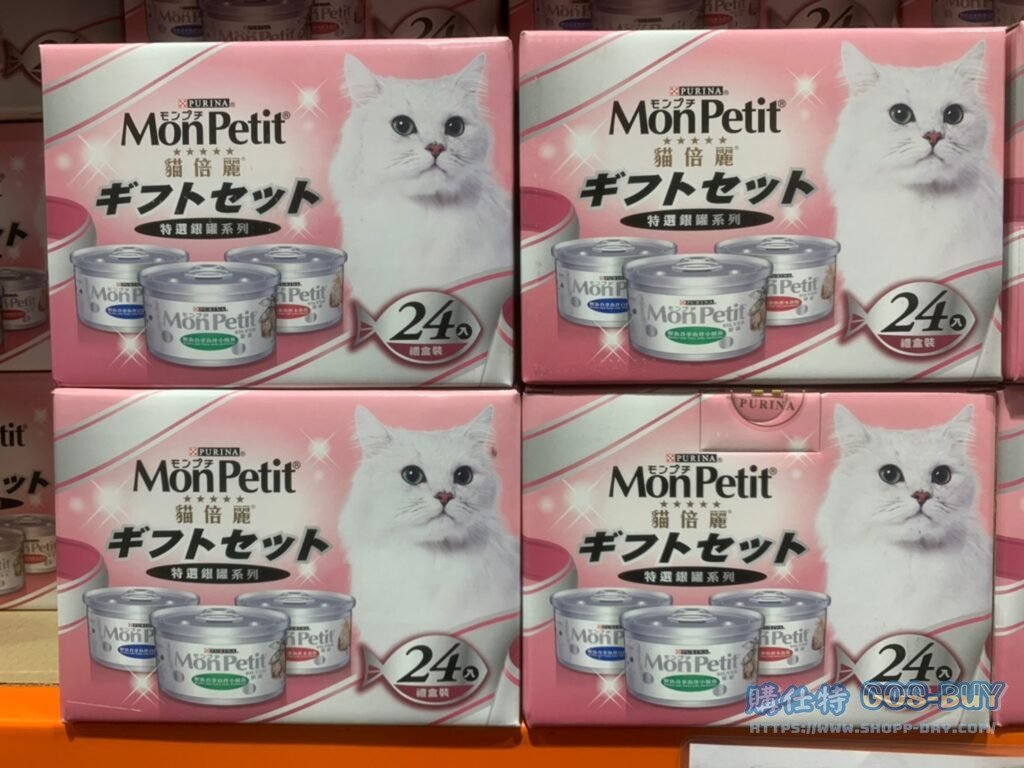 PURINA
モンプチ
MonPetit
貓倍麗
ギフトセット
特選銀罐系列
MonPetit
24入
禮盒裝
PURINA
モンプチ
MonPetit
貓倍麗
ギフトセット
特選銀罐系列
MonPetit
24入
禮盒裝
PURINA
モンプチ
MonPetit
貓倍麗
ギフトセット
特選銀罐系列
MonPetit
24入
禮盒裝
PURINA
PURINA
モンプチ
MonPetit
貓倍麗
ギフトセット
特選銀罐系列
MonPetit
24入
購仕特 COS-BUY
HTTPS://WWW.SHOPP-DAY.COM/